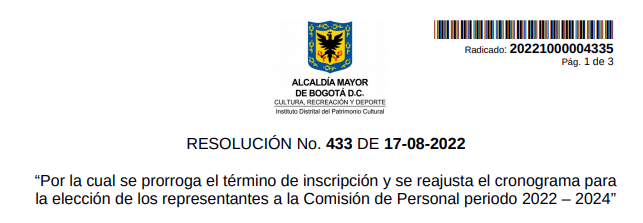 Radicado: 20221000004335
Pág. 1 de 3
ALCALDÍA MAYOR
DE BOGOTÁ D.C.
CULTURA, RECREACIÓN Y DEPORTE
Instituto Distrital del Patrimonio Cultural
RESOLUCIÓN No. 433 DE 17-08-2022
“Por la cual se prorroga el término de inscripción y se reajusta el cronograma para
la elección de los representantes a la Comisión de Personal periodo 2022 – 2024”